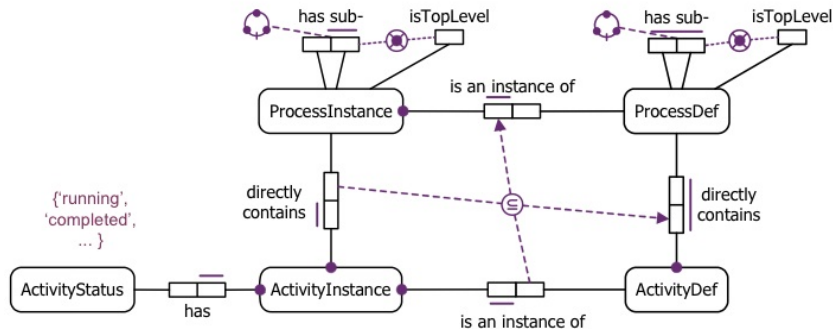 has sub-
isTopLevel
has sub-
isTopLevel
is an instance of
ProcessInstance
ProcessDef
{‘running’,
‘completed’,
... }
directly
contains
directly
contains
⊆
ActivityStatus
ActivityInstance
ActivityDef
has
is an instance of